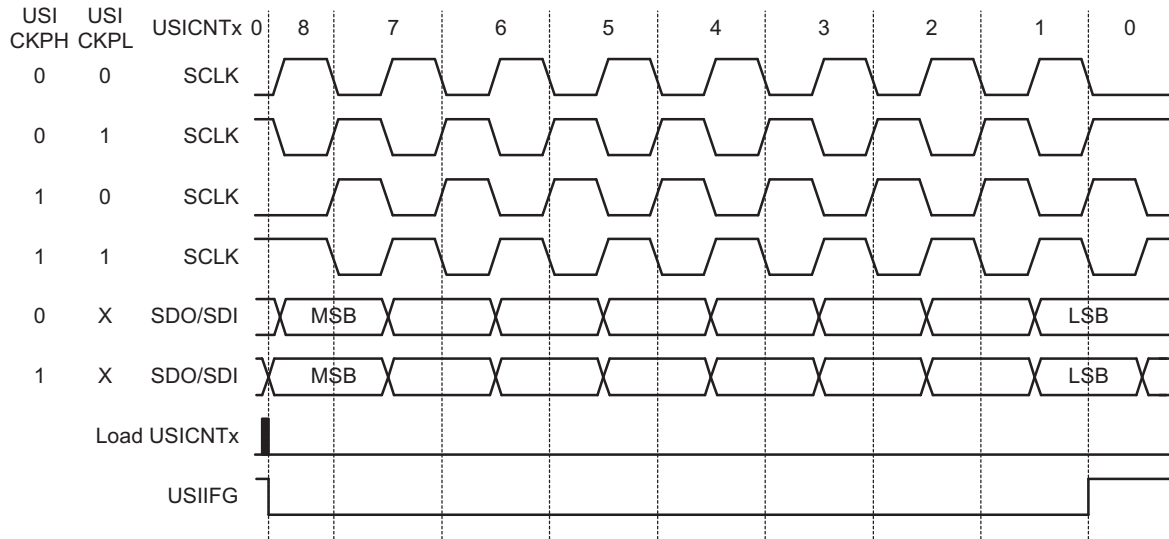 USI USI
CKPH CKPL USICNTx 0 8 7 6 5 4 3 2 1 0
0 0 SCLK
0 1 SCLK
1 0 SCLK
1 1 SCLK
0 X SDO/SDI MSB LSB
1 X SDO/SDI MSB LSB
Load USICNTx
USIIFG